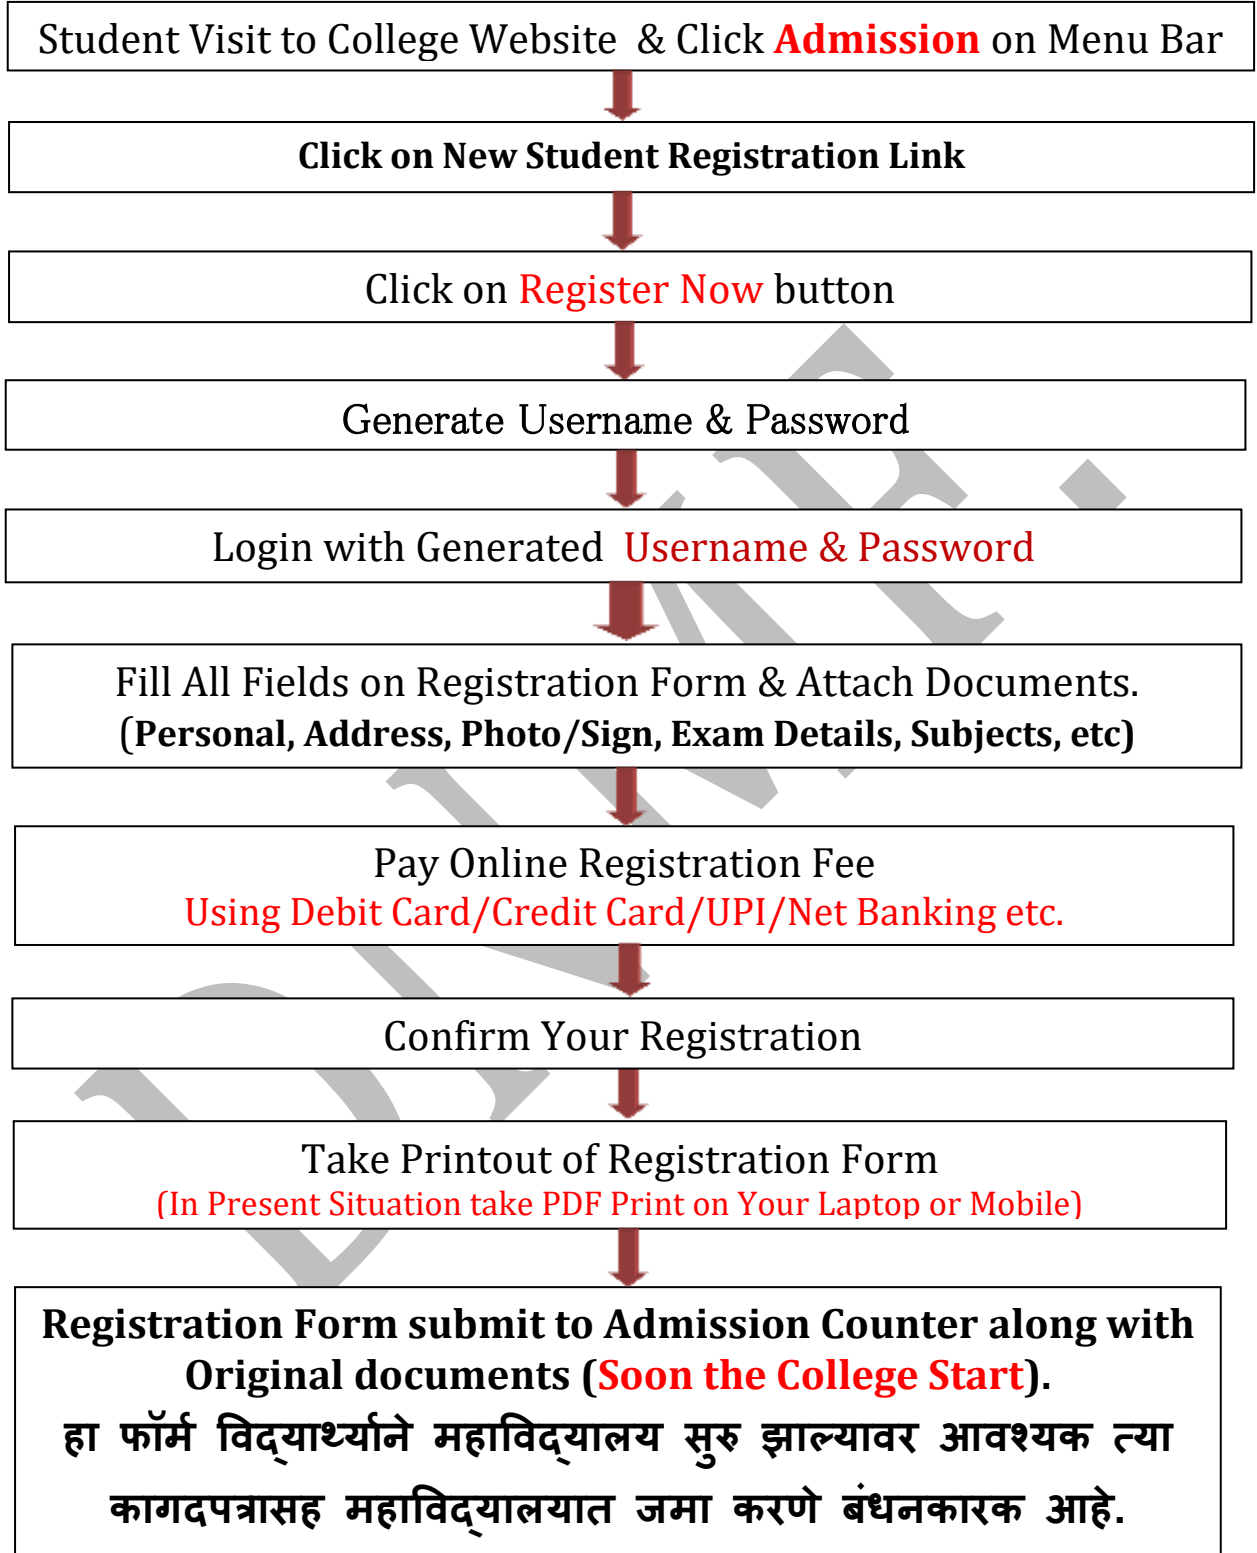 Student Visit to College Website & Click Admission on Menu Bar
Click on New Student Registration Link
Click on Register Now button
Generate Username & Password
Login with Generated Username & Password
Fill All Fields on Registration Form & Attach Documents.
(Personal, Address, Photo/Sign, Exam Details, Subjects, etc)
Pay Online Registration Fee
Using Debit Card/Credit Card/UPI/Net Banking etc.
Confirm Your Registration
Take Printout of Registration Form
(In Present Situation take PDF Print on Your Laptop or Mobile)
Registration Form submit to Admission Counter along with
Original documents (Soon the College Start).
हा फॉर्म विद्यार्थ्याने महाविद्यालय सुरु झाल्यावर आवश्यक त्या
कागदपत्रासह महाविद्यालयात जमा करणे बंधनकारक आहे.